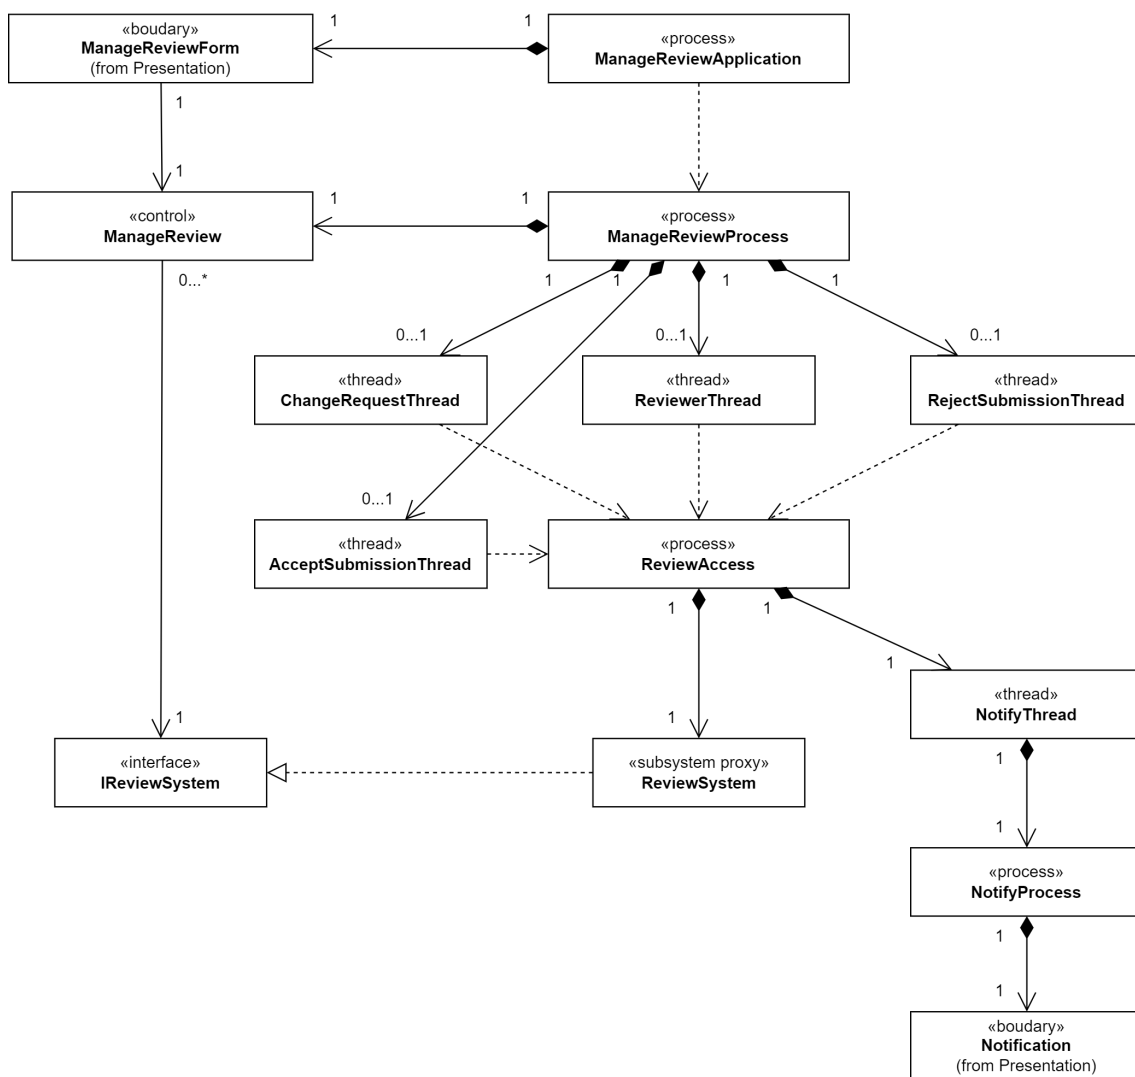 «boudary»
ManageReviewForm
(from Presentation)
1
1
«process»
ManageReviewApplication
1
1
«control»
ManageReview
1
1
«process»
ManageReviewProcess
0...*
1
1
1
1
0...1
0...1
0...1
«thread»
ChangeRequestThread
«thread»
ReviewerThread
«thread»
RejectSubmissionThread
0...1
«thread»
AcceptSubmissionThread
«process»
ReviewAccess
1
1
1
«thread»
NotifyThread
1
1
«interface»
IReviewSystem
«subsystem proxy»
ReviewSystem
1
1
«process»
NotifyProcess
1
1
«boudary»
Notification
(from Presentation)